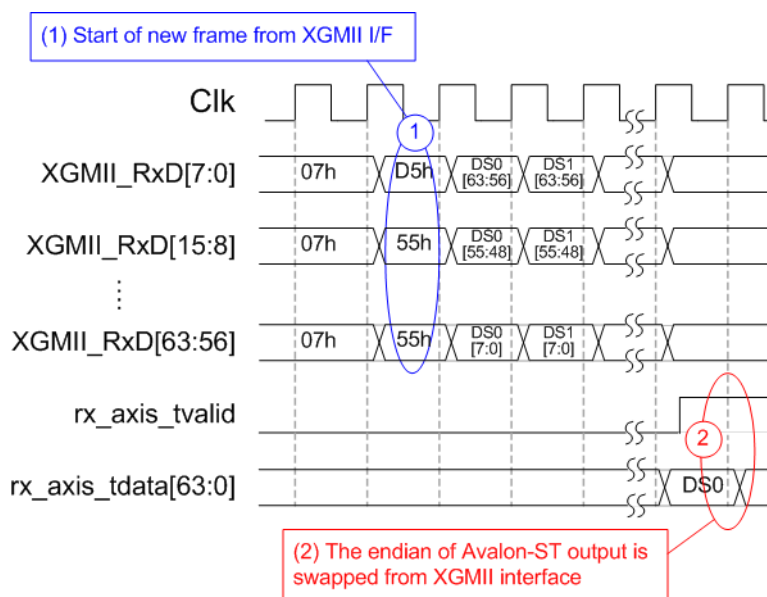 (1) Start of new frame from XGMII I/F
Clk
1
XGMII_RxD[7:0]
07h
D5h
DS0
[63:56]
DS1
[63:56]
XGMII_RxD[15:8]
07h
55h
DS0
[55:48]
DS1
[55:48]
XGMII_RxD[63:56]
07h
55h
DS0
[7:0]
DS1
[7:0]
rx_axis_tvalid
2
rx_axis_tdata[63:0]
DS0
(2) The endian of Avalon-ST output is
swapped from XGMII interface